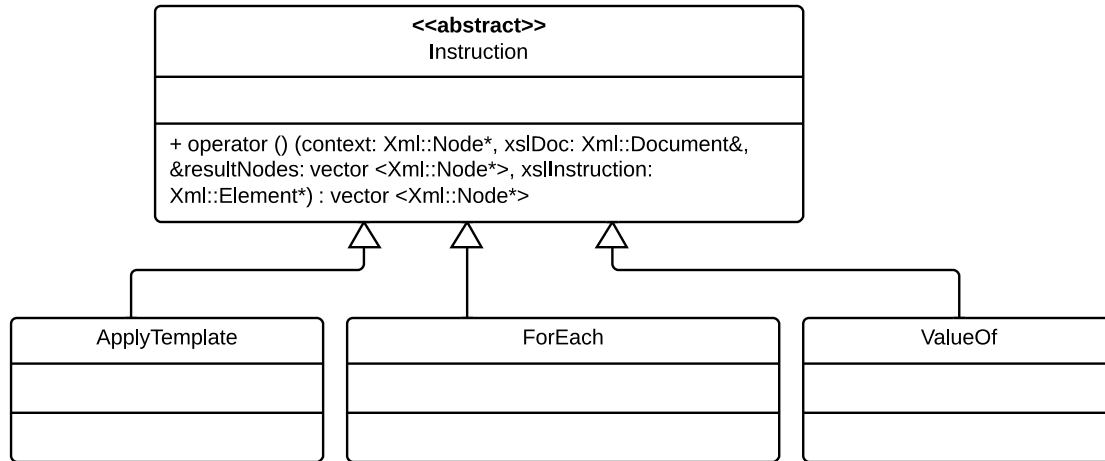 <<abstract>>
Instruction
+ operator () (context: Xml::Node*, xslDoc: Xml::Document&,
&resultNodes: vector <Xml::Node*>, xslInstruction:
Xml::Element*) : vector <Xml::Node*>
ApplyTemplate
ForEach
ValueOf